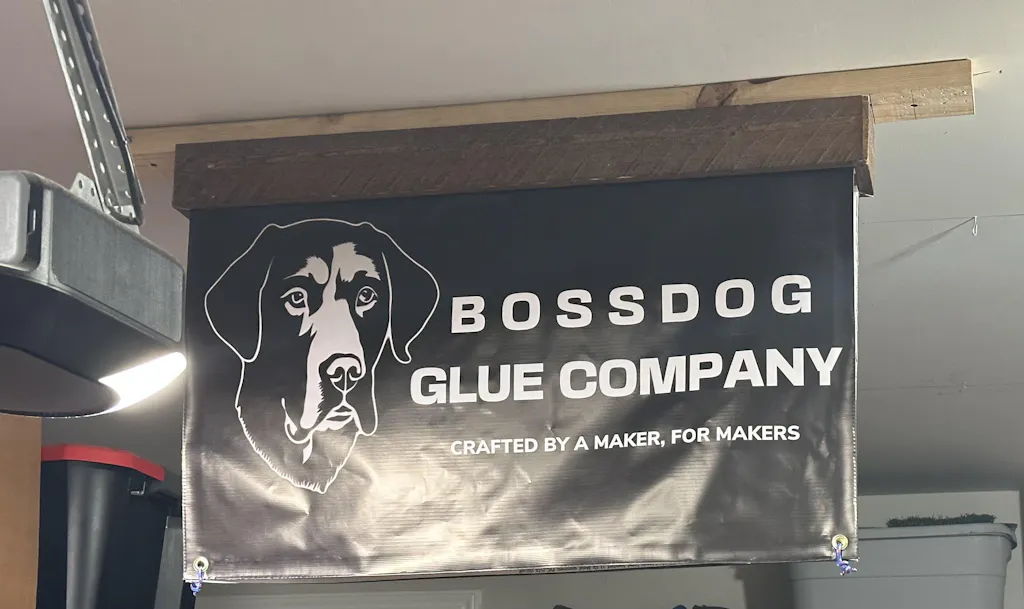 BOSSDOG
GLUE COMPANY
CRAFTED BY A MAKER, FOR MAKERS